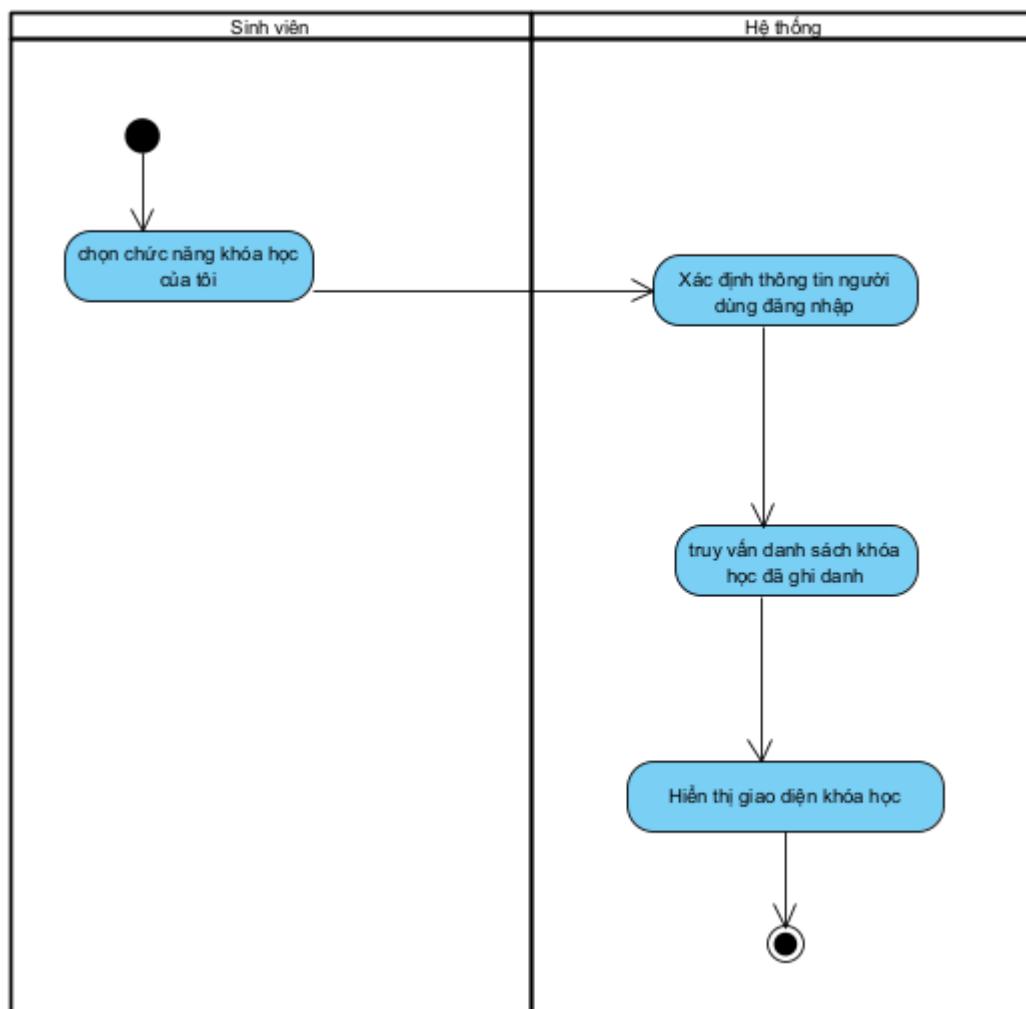 Sinh viên
Hệ thống
chọn chức năng khóa học
của tôi
Xác định thông tin người
dùng đăng nhập
truy vấn danh sách khóa
học đã ghi danh
Hiển thị giao diện khóa học